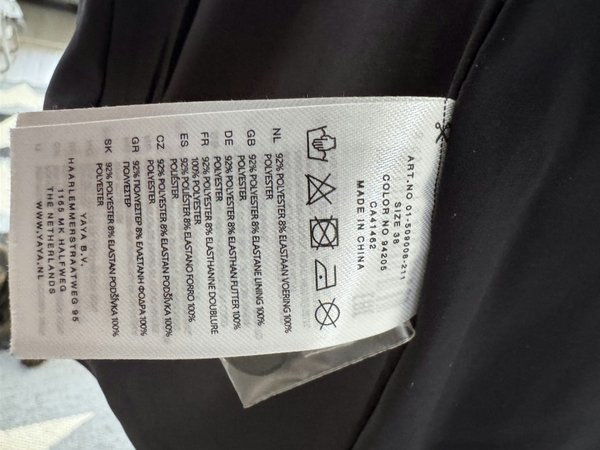 ART.NO 01-509008-211
SIZE 38
COLOR NO 94205
CA41462
MADE IN CHINA
NL 92% POLYESTER 8% ELASTAAN VOERING 100%
POLYESTER
GB 92% POLYESTER 8% ELASTANE LINING 100%
POLYESTER
DE 92% POLYESTER 8% ELASTHAN FUTTER 100%
POLYESTER
FR 92% POLYESTER 8% ELASTHANNE DOUBLURE
100% POLYESTER
ES 92% POLIÉSTER 8% ELASTANO FORRO 100%
POLIÉSTER
CZ 92% POLYESTER 8% ELASTAN PODŠÍVKA 100%
POLYESTER
GR 92% ΠΟΛΥΕΣΤΕΡ 8% ΕΛΑΣΤΑΝΗ ΦΟΔΡΑ 100%
ΠΟΛΥΕΣΤΕΡ
SK 92% POLYESTER 8% ELASTAN PODŠÍVKA 100%
POLYESTER
YAYA B.V.
HAARLEMMERSTRAATWEG 95
1165 MK HALFWEG
THE NETHERLANDS
WWW.YAYA.NL